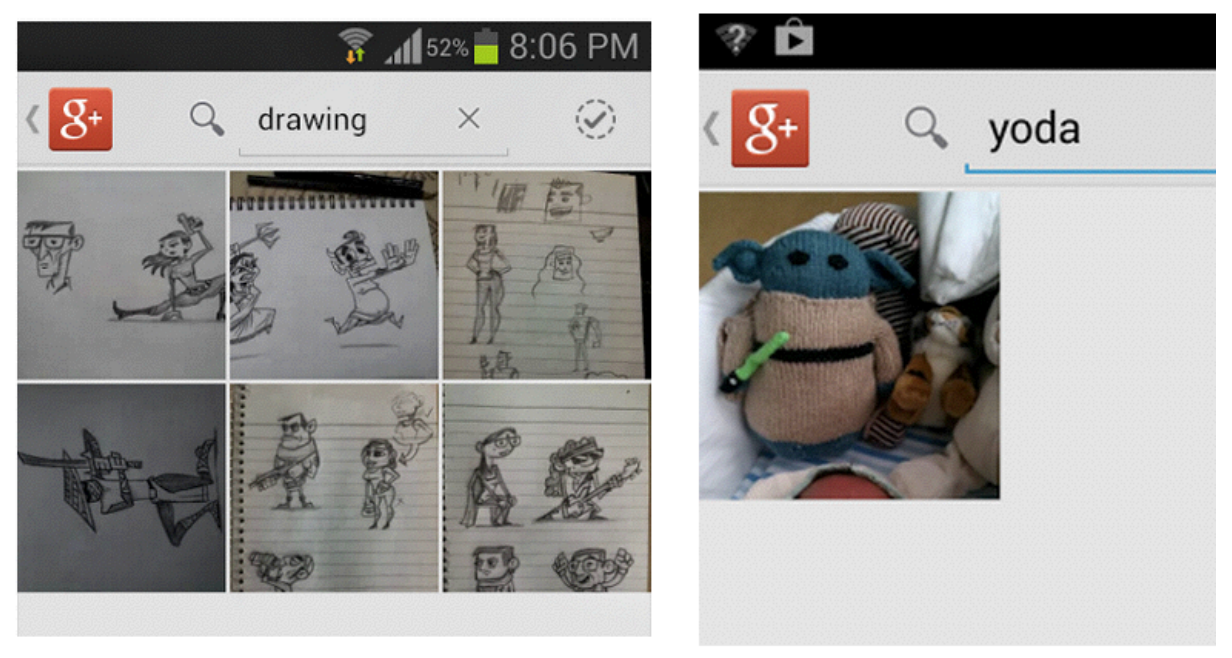 52% 8:06 PM
g+ drawing
g+ yoda